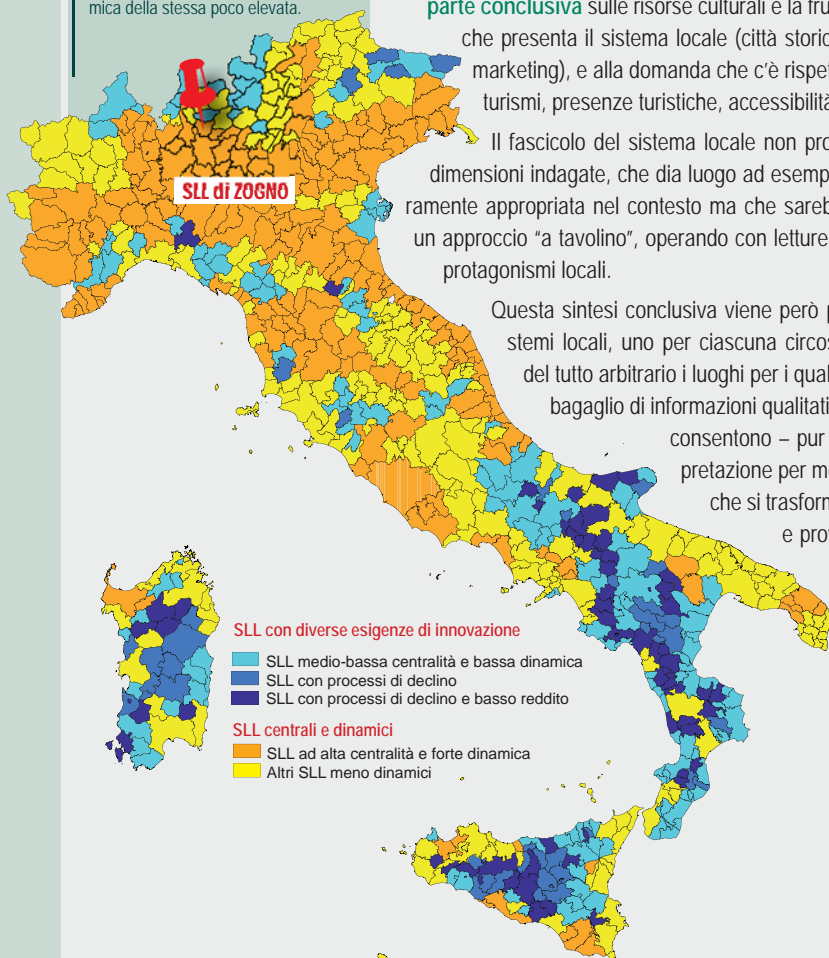 mica della stessa poco elevata.
parte conclusiva sulle risorse culturali e la fru
che presenta il sistema locale (città storic
marketing), e alla domanda che c'è rispet
turismi, presenze turistiche, accessibilità
Il fascicolo del sistema locale non pro
dimensioni indagate, che dia luogo ad esemp
ramente appropriata nel contesto ma che sareb
un approccio "a tavolino", operando con letture
protagonismi locali.
Questa sintesi conclusiva viene però p
stemi locali, uno per ciascuna circos
del tutto arbitrario i luoghi per i qual
bagaglio di informazioni qualitati
consentono – pur
pretazione per me
che si trasforn
e prot
SLL di ZOGNO
SLL con diverse esigenze di innovazione
SLL medio-bassa centralità e bassa dinamica
SLL con processi di declino
SLL con processi di declino e basso reddito
SLL centrali e dinamici
SLL ad alta centralità e forte dinamica
Altri SLL meno dinamici